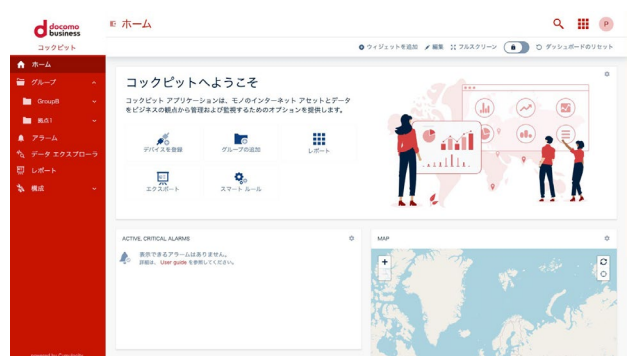 docomo
business
コックピット
ホーム
グループ
GroupB
拠点1
アラーム
データ エクスプローラ
レポート
構成
powered by Cumulocity
ホーム
P
ウィジェットを追加
編集
フルスクリーン
ダッシュボードのリセット
コックピットへようこそ
コックピット アプリケーションは、モノのインターネット アセットとデータ
をビジネスの観点から管理および監視するためのオプションを提供します。
デバイスを登録
グループの追加
レポート
エクスポート
スマート ルール
ACTIVE, CRITICAL ALARMS
表示できるアラームはありません。
詳細は、 User guide を参照してください。
MAP
+